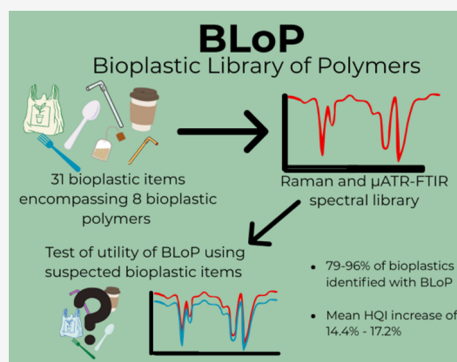 BLoP
Bioplastic Library of Polymers
31 bioplastic items
encompassing 8 bioplastic
polymers
Raman and μATR-FTIR
spectral library
Test of utility of BLoP using
suspected bioplastic items
?
• 79-96% of bioplastics
identified with BLoP
• Mean HQI increase of
14.4% - 17.2%